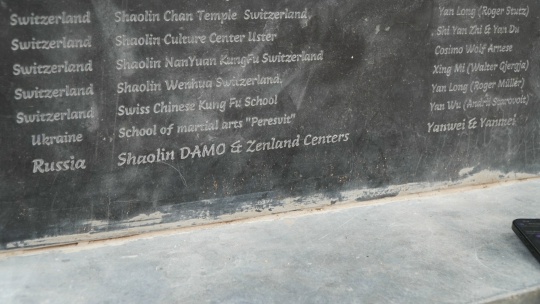 Switzerland Shaolin Chan Temple Switzerland Yan Long (Roger Stutz)
Switzerland Shaolin Culture Center Uster Shi Yan Zhi & Yan Du
Switzerland Shaolin NanYuan KungFu Switzerland Cosimo Wolf Arnese
Switzerland Shaolin Wenhua Switzerland Xing Mi (Walter Gjergja)
Switzerland Swiss Chinese Kung Fu School Yan Long (Roger Müller)
Ukraine School of martial arts "Peresvit" Yan Wu (Andrii
Russia Shaolin DAMO & Zenland Centers Yanwei & Yanmei